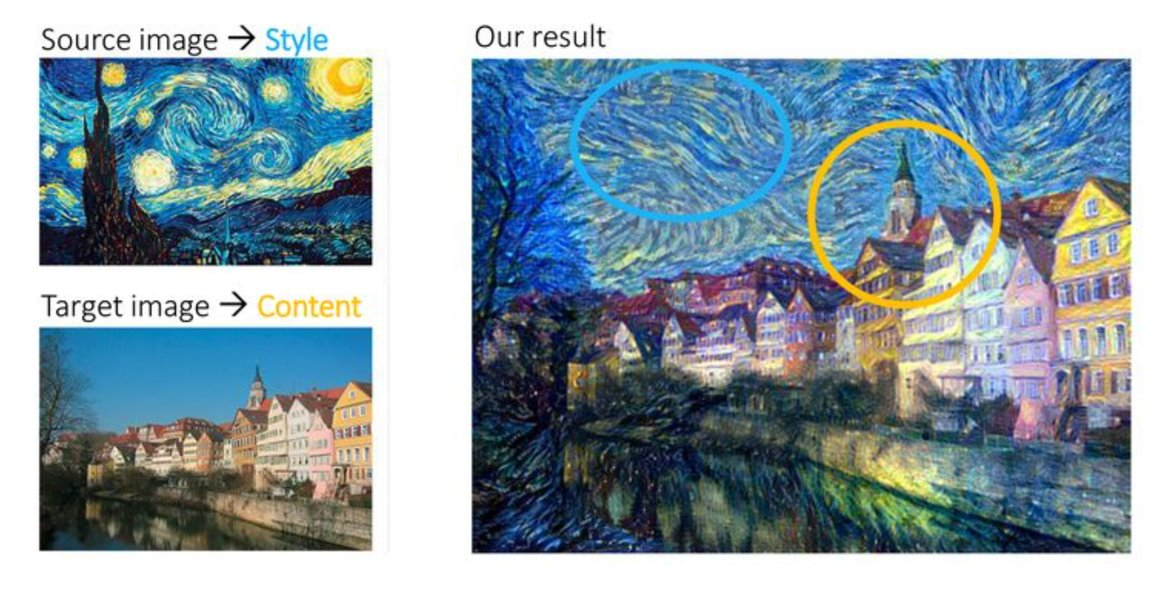 Source image → Style
Our result
Target image → Content